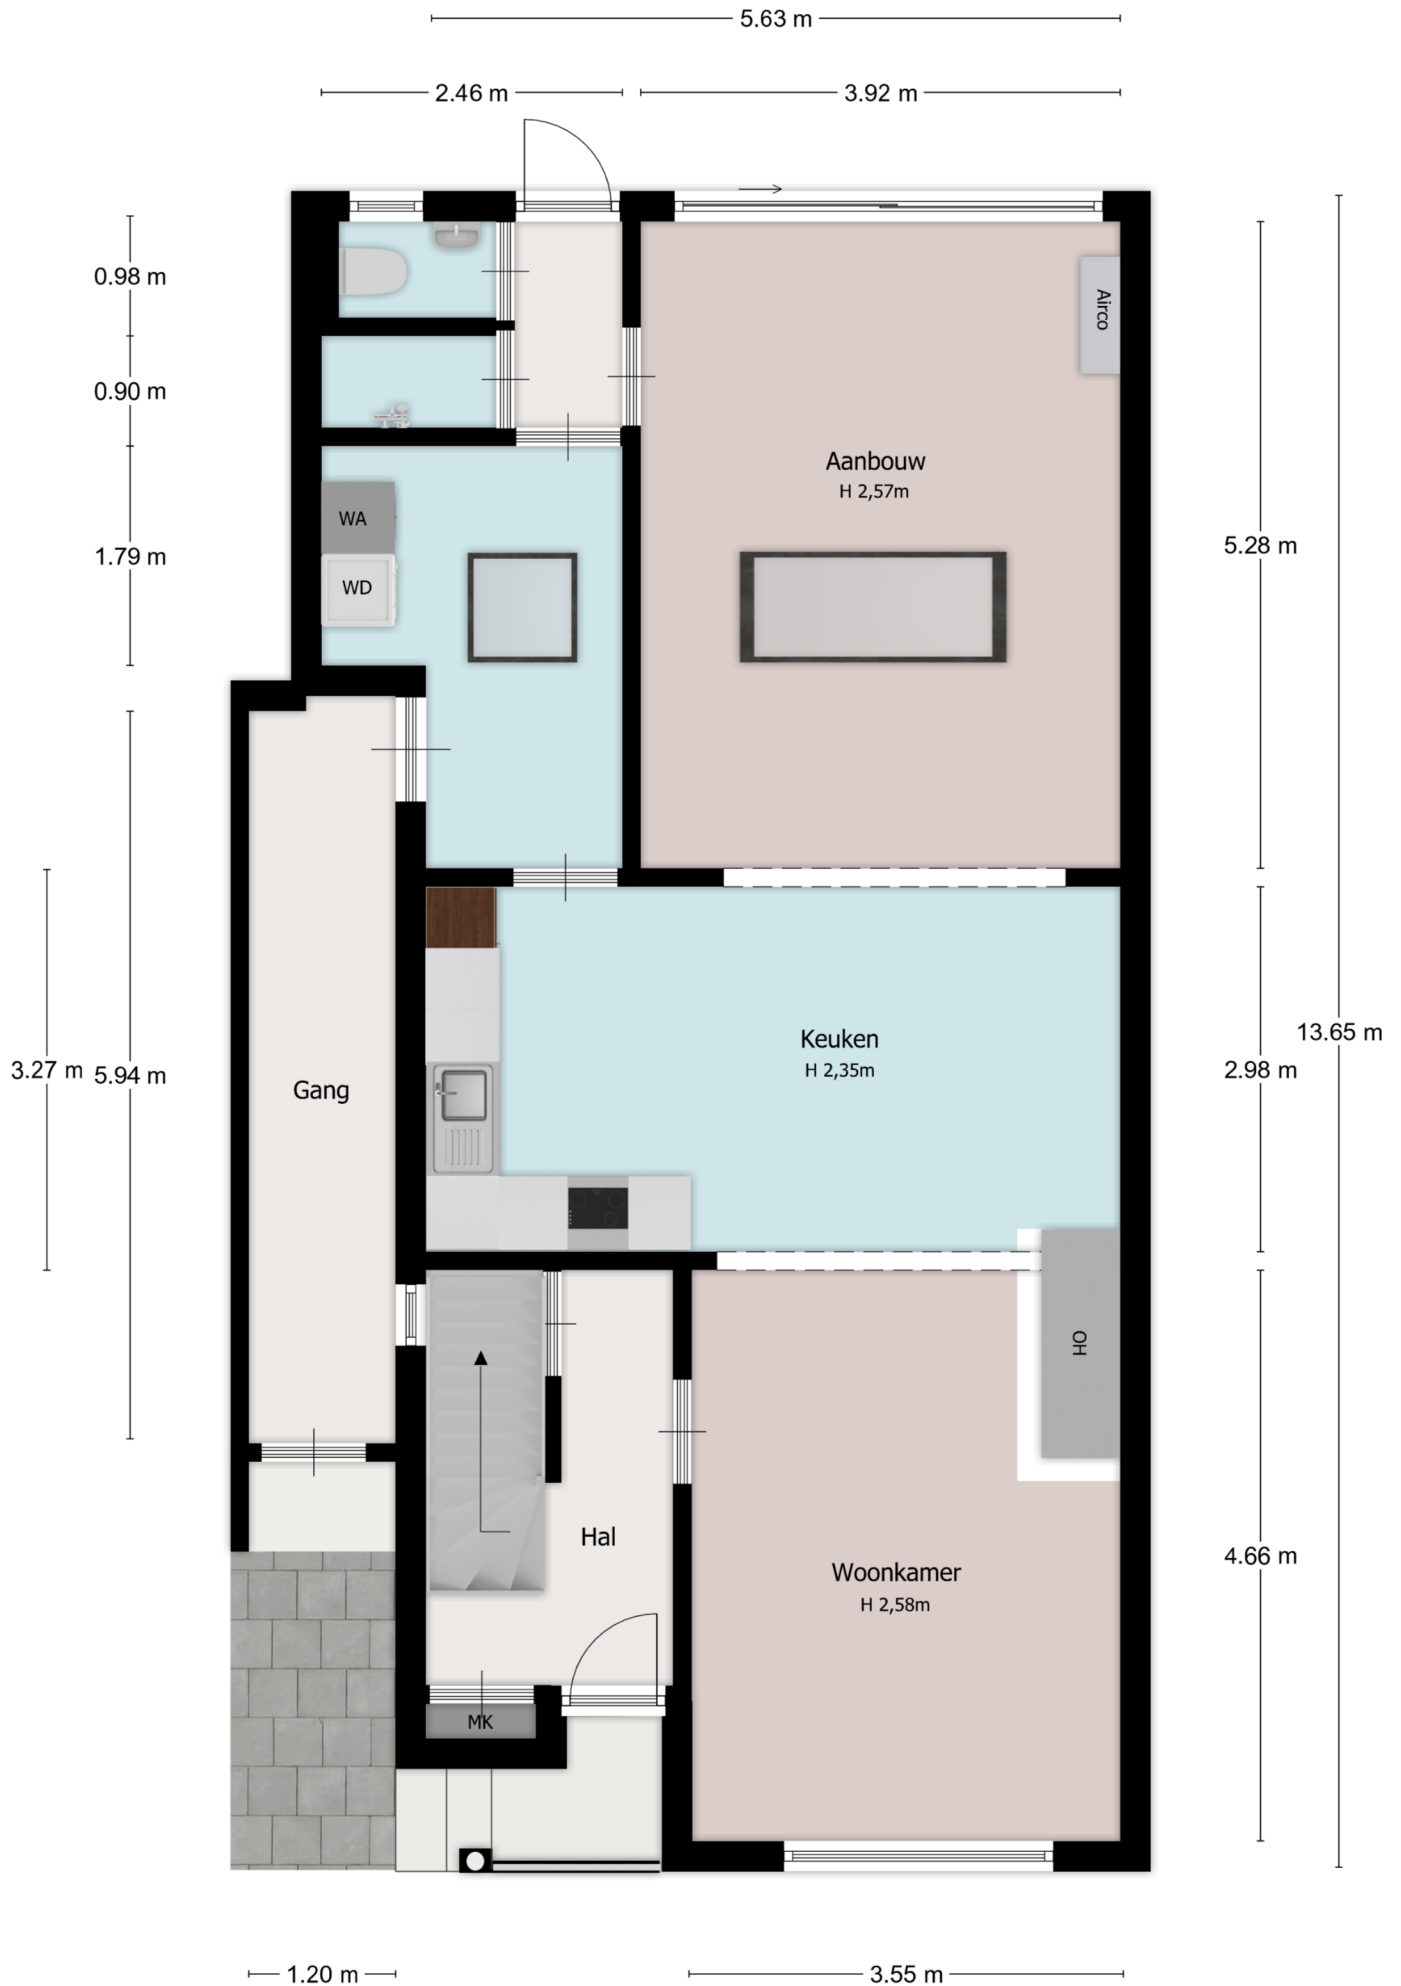 5.63 m
2.46 m
3.92 m
0.98 m
Airco
0.90 m
Aanbouw
H 2,57m
WA
1.79 m
5.28 m
WD
Keuken
H 2,35m
13.65 m
3.27 m
5.94 m
2.98 m
Gang
OH
Hal
4.66 m
Woonkamer
H 2,58m
MK
1.20 m
3.55 m